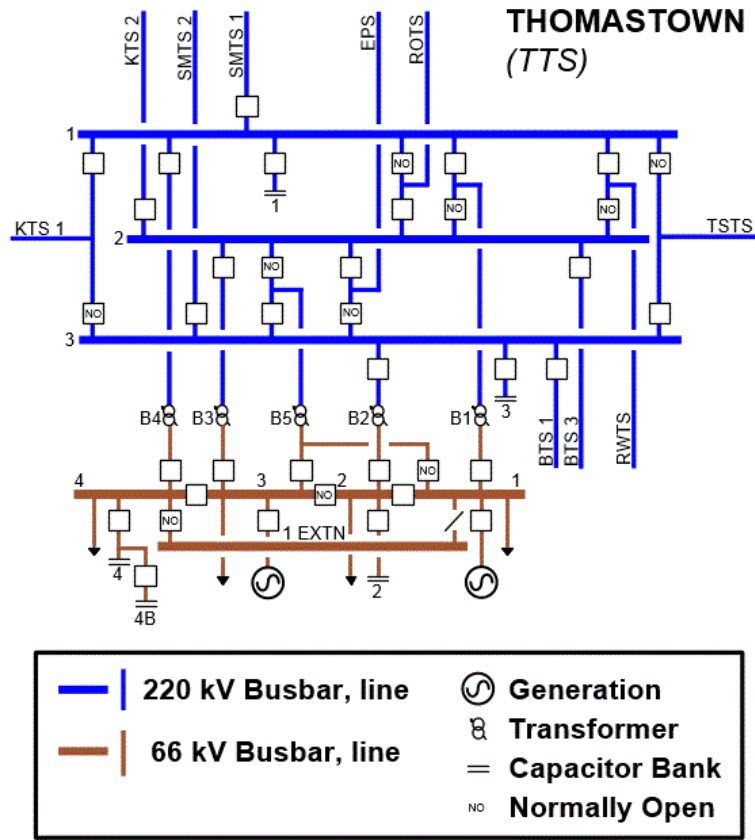 THOMASTOWN
(TTS)
KTS 2
SMTS 2
SMTS 1
EPS
ROTS
1
NO
NO
1
NO
NO
KTS 1
2
TSTS
NO
NO
NO
3
B4
B3
B5
B2
B1
3
BTS 1
BTS 3
RWTS
NO
4
3
2
1
NO
NO
1 EXTN
4
2
4B
220 kV Busbar, line
66 kV Busbar, line
Generation
Transformer
Capacitor Bank
NO
Normally Open